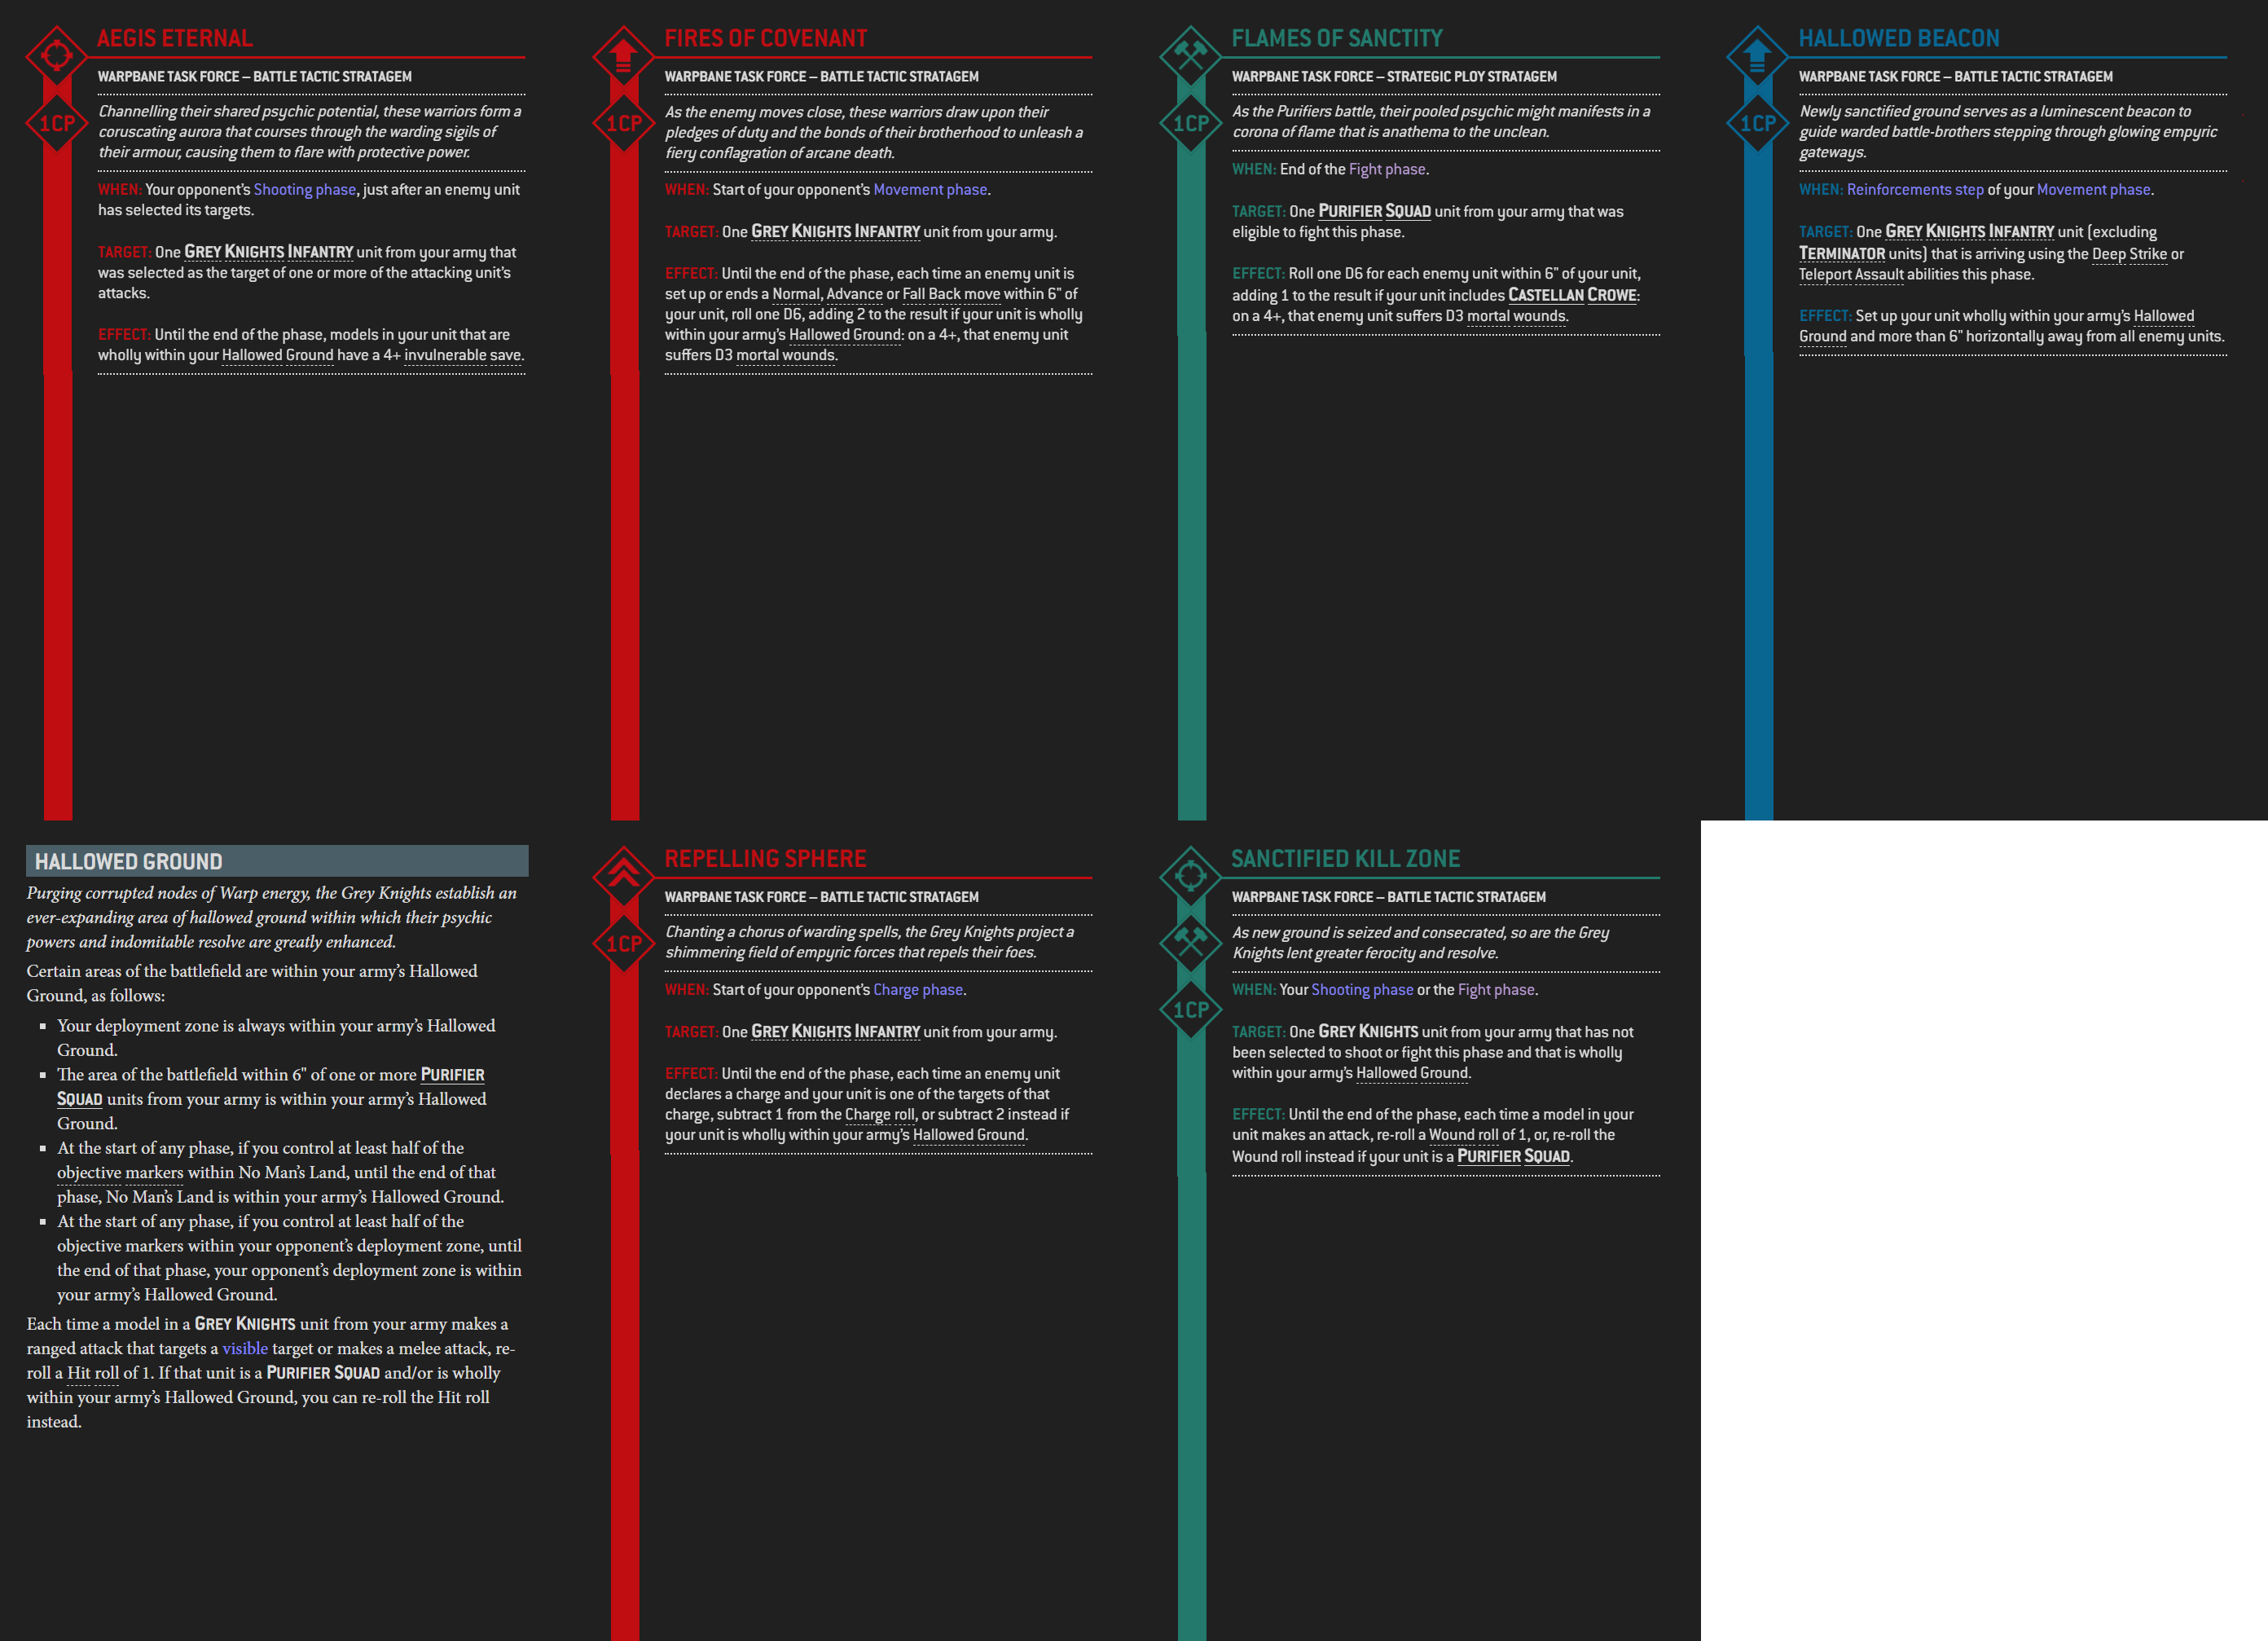 AEGIS ETERNAL
1CP
WARPBANE TASK FORCE – BATTLE TACTIC STRATAGEM
Channelling their shared psychic potential, these warriors form a
coruscating aurora that courses through the warding sigils of
their armour, causing them to flare with protective power.
WHEN: Your opponent's Shooting phase, just after an enemy unit
has selected its targets.
TARGET: One GREY KNIGHTS INFANTRY unit from your army that
was selected as the target of one or more of the attacking unit's
attacks.
EFFECT: Until the end of the phase, models in your unit that are
wholly within your Hallowed Ground have a 4+ invulnerable save.
FIRES OF COVENANT
1CP
WARPBANE TASK FORCE – BATTLE TACTIC STRATAGEM
As the enemy moves close, these warriors draw upon their
pledges of duty and the bonds of their brotherhood to unleash a
fiery conflagration of arcane death.
WHEN: Start of your opponent's Movement phase.
TARGET: One GREY KNIGHTS INFANTRY unit from your army.
EFFECT: Until the end of the phase, each time an enemy unit is
set up or ends a Normal, Advance or Fall Back move within 6" of
your unit, roll one D6, adding 2 to the result if your unit is wholly
within your army's Hallowed Ground: on a 4+, that enemy unit
suffers D3 mortal wounds.
FLAMES OF SANCTITY
1CP
WARPBANE TASK FORCE – STRATEGIC PLOY STRATAGEM
As the Purifiers battle, their pooled psychic might manifests in a
corona of flame that is anathema to the unclean.
WHEN: End of the Fight phase.
TARGET: One PURIFIER SQUAD unit from your army that was
eligible to fight this phase.
EFFECT: Roll one D6 for each enemy unit within 6" of your unit,
adding 1 to the result if your unit includes CASTELLAN CROWE:
on a 4+, that enemy unit suffers D3 mortal wounds.
HALLOWED BEACON
1CP
WARPBANE TASK FORCE – BATTLE TACTIC STRATAGEM
Newly sanctified ground serves as a luminescent beacon to
guide warded battle-brothers stepping through glowing empyric
gateways.
WHEN: Reinforcements step of your Movement phase.
TARGET: One GREY KNIGHTS INFANTRY unit (excluding
TERMINATOR units) that is arriving using the Deep Strike or
Teleport Assault abilities this phase.
EFFECT: Set up your unit wholly within your army's Hallowed
Ground and more than 6" horizontally away from all enemy units.
HALLOWED GROUND
Purging corrupted nodes of Warp energy, the Grey Knights establish an
ever-expanding area of hallowed ground within which their psychic
powers and indomitable resolve are greatly enhanced.
Certain areas of the battlefield are within your army's Hallowed
Ground, as follows:
▪ Your deployment zone is always within your army's Hallowed
Ground.
▪ The area of the battlefield within 6" of one or more PURIFIER
SQUAD units from your army is within your army's Hallowed
Ground.
▪ At the start of any phase, if you control at least half of the
objective markers within No Man's Land, until the end of that
phase, No Man's Land is within your army's Hallowed Ground.
▪ At the start of any phase, if you control at least half of the
objective markers within your opponent's deployment zone, until
the end of that phase, your opponent's deployment zone is within
your army's Hallowed Ground.
Each time a model in a GREY KNIGHTS unit from your army makes a
ranged attack that targets a visible target or makes a melee attack, re-
roll a Hit roll of 1. If that unit is a PURIFIER SQUAD and/or is wholly
within your army's Hallowed Ground, you can re-roll the Hit roll
instead.
REPELLING SPHERE
1CP
WARPBANE TASK FORCE – BATTLE TACTIC STRATAGEM
Chanting a chorus of warding spells, the Grey Knights project a
shimmering field of empyric forces that repels their foes.
WHEN: Start of your opponent's Charge phase.
TARGET: One GREY KNIGHTS INFANTRY unit from your army.
EFFECT: Until the end of the phase, each time an enemy unit
declares a charge and your unit is one of the targets of that
charge, subtract 1 from the Charge roll, or subtract 2 instead if
your unit is wholly within your army's Hallowed Ground.
SANCTIFIED KILL ZONE
1CP
WARPBANE TASK FORCE – BATTLE TACTIC STRATAGEM
As new ground is seized and consecrated, so are the Grey
Knights lent greater ferocity and resolve.
WHEN: Your Shooting phase or the Fight phase.
TARGET: One GREY KNIGHTS unit from your army that has not
been selected to shoot or fight this phase and that is wholly
within your army's Hallowed Ground.
EFFECT: Until the end of the phase, each time a model in your
unit makes an attack, re-roll a Wound roll of 1, or, re-roll the
Wound roll instead if your unit is a PURIFIER SQUAD.